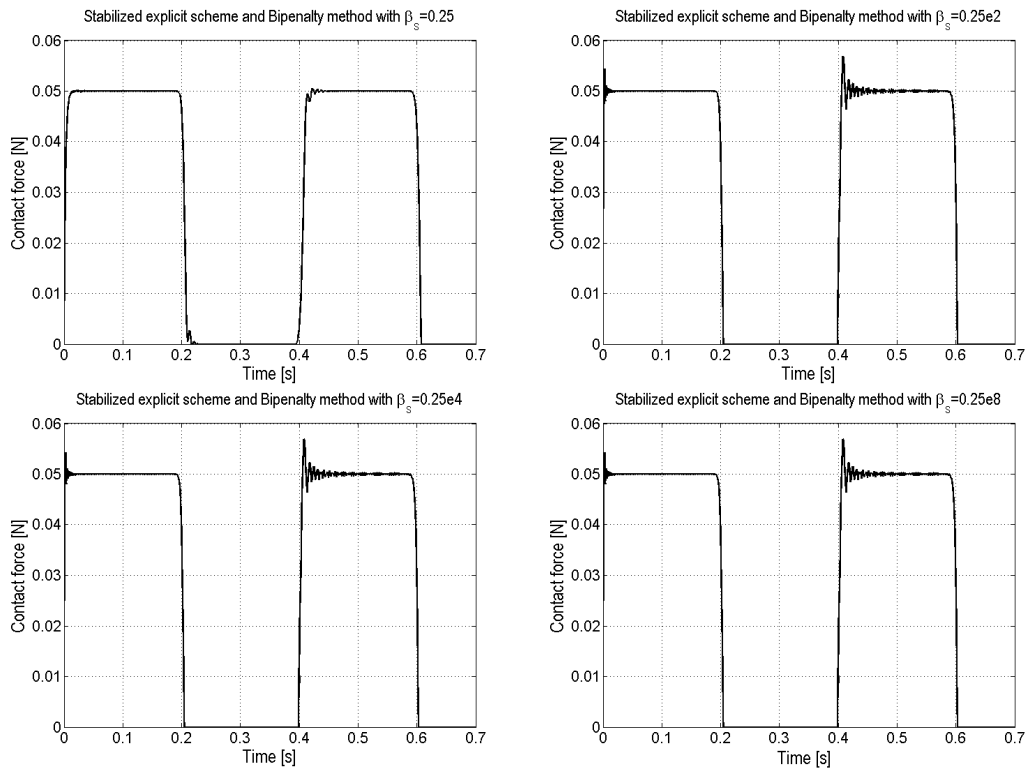 Stabilized explicit scheme and Bipenalty method with βS=0.25
0.06
0.05
0.04
0.03
0.02
0.01
0
Contact force [N]
0 0.1 0.2 0.3 0.4 0.5 0.6 0.7
Time [s]
Stabilized explicit scheme and Bipenalty method with βS=0.25e2
0.06
0.05
0.04
0.03
0.02
0.01
0
Contact force [N]
0 0.1 0.2 0.3 0.4 0.5 0.6 0.7
Time [s]
Stabilized explicit scheme and Bipenalty method with βS=0.25e4
0.06
0.05
0.04
0.03
0.02
0.01
0
Contact force [N]
0 0.1 0.2 0.3 0.4 0.5 0.6 0.7
Time [s]
Stabilized explicit scheme and Bipenalty method with βS=0.25e8
0.06
0.05
0.04
0.03
0.02
0.01
0
Contact force [N]
0 0.1 0.2 0.3 0.4 0.5 0.6 0.7
Time [s]